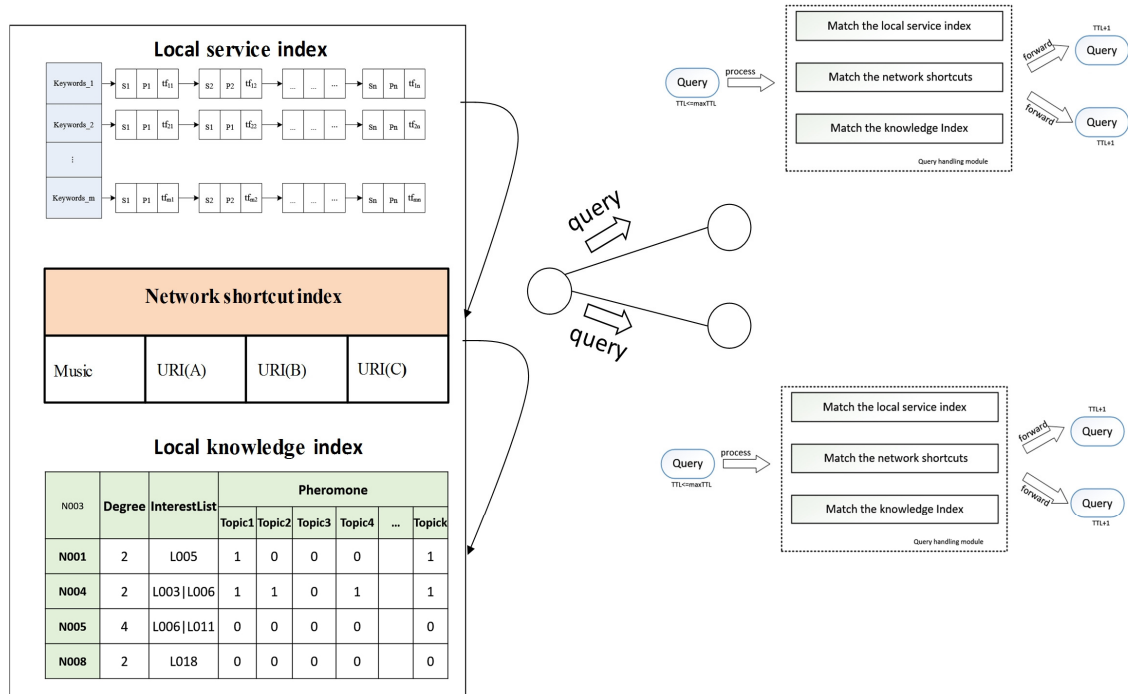 Local service index
Keywords_1 S1 P1 tf11 S2 P2 tf12 ... ... ... Sn Pn tf1n
Keywords_2 S1 P1 tf21 S1 P1 tf22 ... ... ... Sn Pn tf2n
⋮
Keywords_m S1 P1 tfm1 S2 P2 tfm2 ... ... ... Sn Pn tfmn
Network shortcut index
Music URI(A) URI(B) URI(C)
Local knowledge index
N003 Degree InterestList Pheromone
Topic1 Topic2 Topic3 Topic4 ... Topick
N001 2 L005 1 0 0 0 1
N004 2 L003|L006 1 1 0 1 1
N005 4 L006|L011 0 0 0 0 0
N008 2 L018 0 0 0 0 0
query
query
Query
TTL<=maxTTL
process
Match the local service index
Match the network shortcuts
Match the knowledge Index
Query handling module
forward
forward
TTL+1
Query
Query
TTL+1
Query
TTL<=maxTTL
process
Match the local service index
Match the network shortcuts
Match the knowledge Index
Query handling module
forward
forward
TTL+1
Query
Query
TTL+1